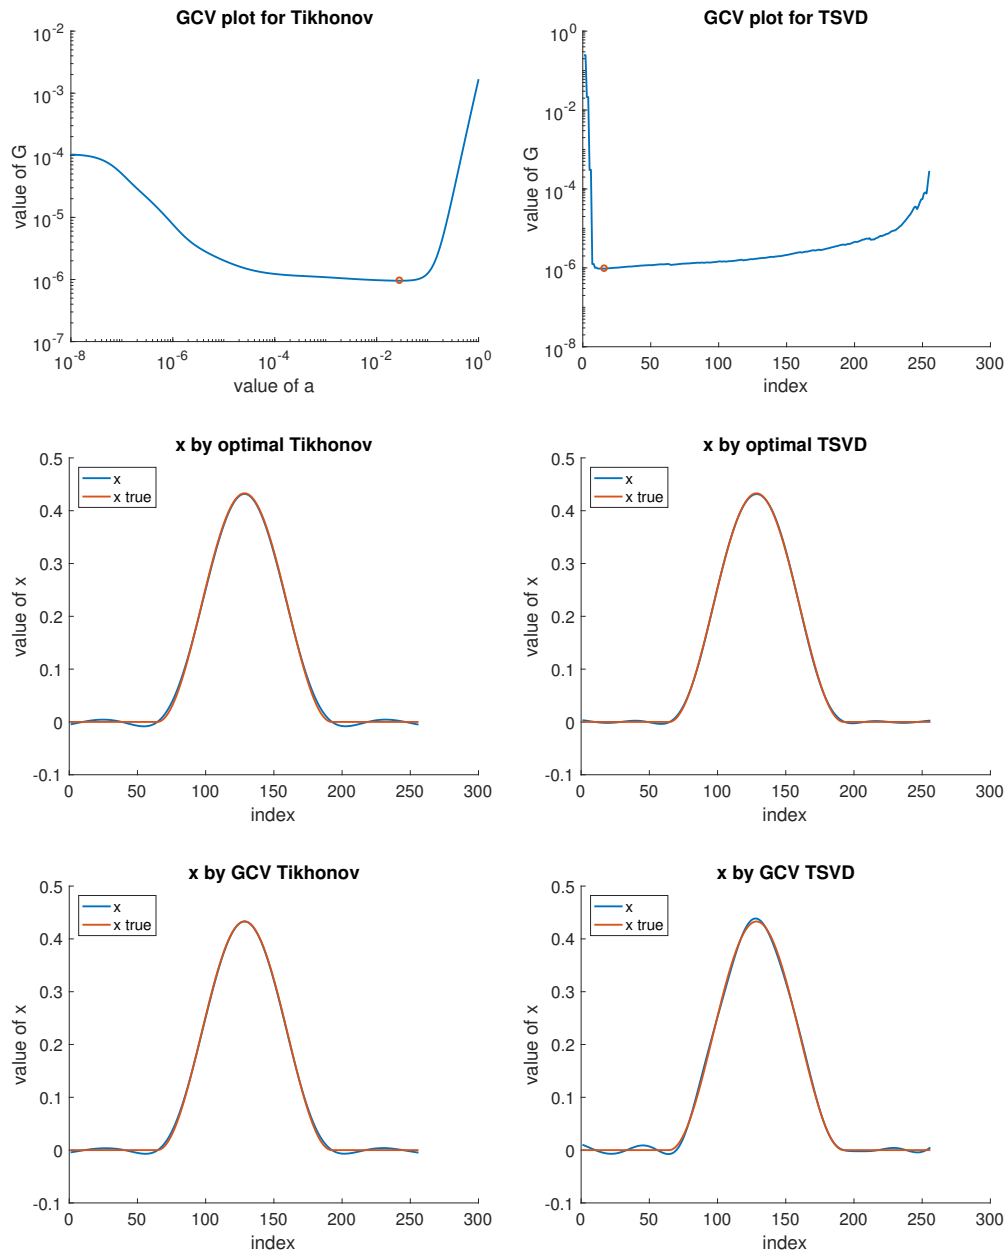 GCV plot for Tikhonov
10^-2
10^-3
10^-4
10^-5
10^-6
10^-7
value of G
10^-8 10^-6 10^-4 10^-2 10^0
value of a
GCV plot for TSVD
10^0
10^-2
10^-4
10^-6
10^-8
value of G
0 50 100 150 200 250 300
index
x by optimal Tikhonov
0.5
0.4
0.3
0.2
0.1
0
-0.1
value of x
x
x true
0 50 100 150 200 250 300
index
x by optimal TSVD
0.5
0.4
0.3
0.2
0.1
0
-0.1
value of x
x
x true
0 50 100 150 200 250 300
index
x by GCV Tikhonov
0.5
0.4
0.3
0.2
0.1
0
-0.1
value of x
x
x true
0 50 100 150 200 250 300
index
x by GCV TSVD
0.5
0.4
0.3
0.2
0.1
0
-0.1
value of x
x
x true
0 50 100 150 200 250 300
index